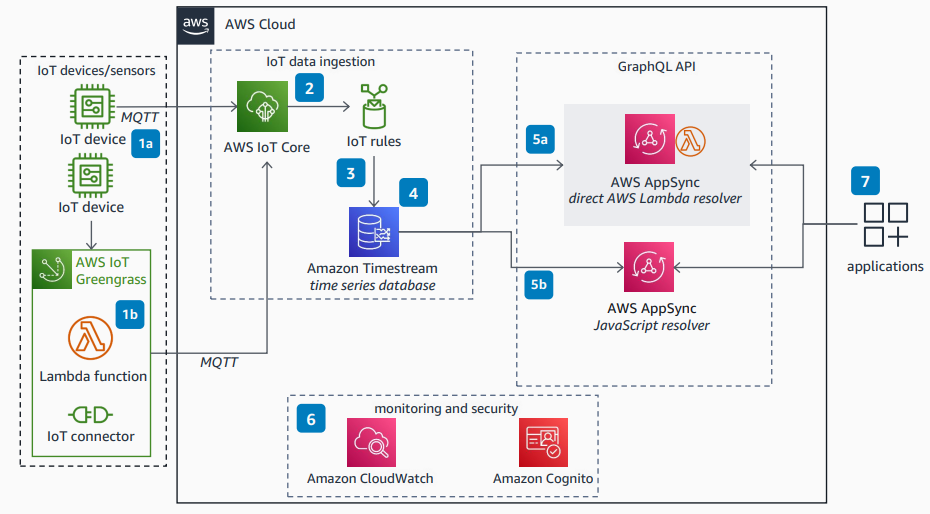 aws
AWS Cloud
IoT devices/sensors
IoT device
MQTT
1a
IoT device
AWS IoT
Greengrass
1b
Lambda function
IoT connector
MQTT
IoT data ingestion
2
AWS IoT Core
IoT rules
3
4
Amazon Timestream
time series database
GraphQL API
5a
AWS AppSync
direct AWS Lambda resolver
5b
AWS AppSync
JavaScript resolver
7
applications
6
monitoring and security
Amazon CloudWatch
Amazon Cognito